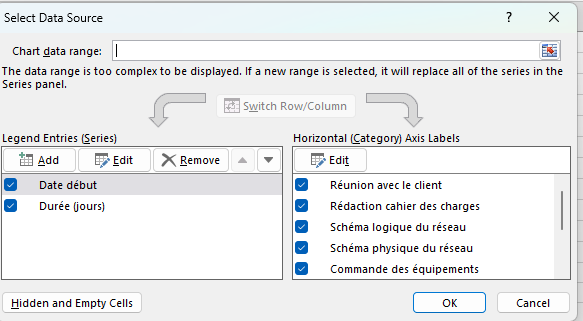 Select Data Source ?
Chart data range:
The data range is too complex to be displayed. If a new range is selected, it will replace all of the series in the
Series panel.
Switch Row/Column
Legend Entries (Series)
Add Edit Remove
Date début
Durée (jours)
Horizontal (Category) Axis Labels
Edit
Réunion avec le client
Rédaction cahier des charges
Schéma logique du réseau
Schéma physique du réseau
Commande des équipements
Hidden and Empty Cells
OK Cancel